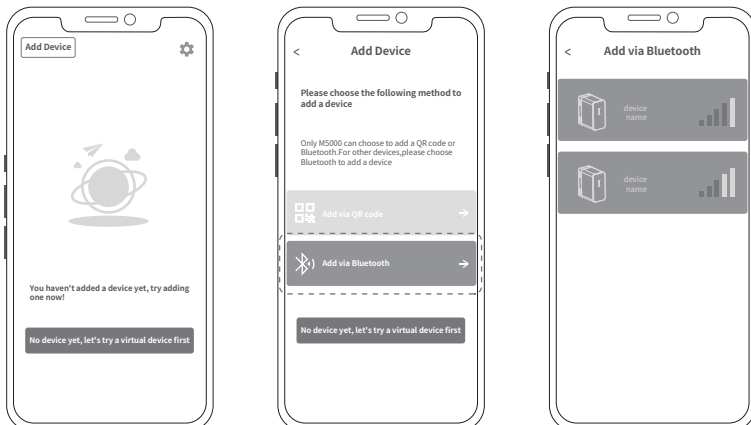 Add Device
You haven't added a device yet, try adding
one now!
No device yet, let's try a virtual device first
<
Add Device
Please choose the following method to
add a device
Only M5000 can choose to add a QR code or
Bluetooth.For other devices,please choose
Bluetooth to add a device
Add via QR code
Add via Bluetooth
No device yet, let's try a virtual device first
<
Add via Bluetooth
device
name
device
name